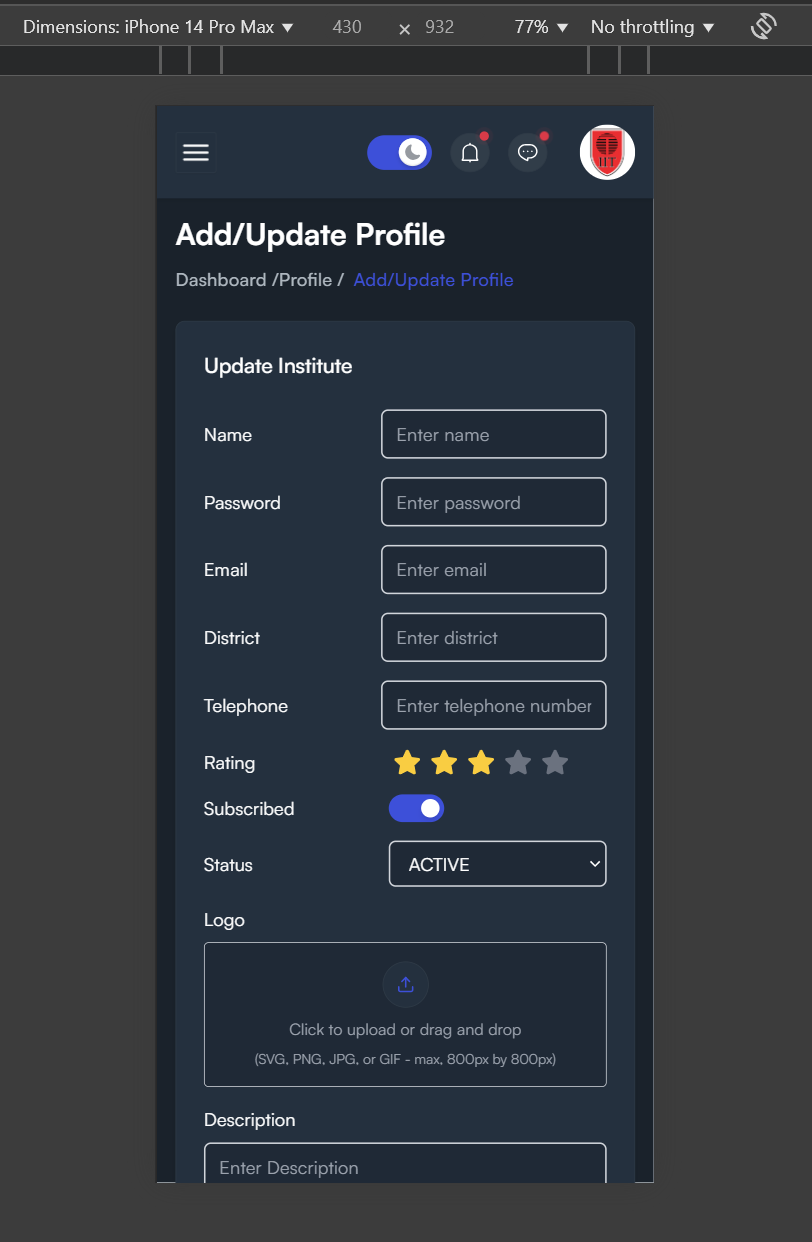 Dimensions: iPhone 14 Pro Max 430 × 932 77% No throttling
IIT
Add/Update Profile
Dashboard /Profile / Add/Update Profile
Update Institute
Name Enter name
Password Enter password
Email Enter email
District Enter district
Telephone Enter telephone number
Rating
Subscribed
Status ACTIVE
Logo
Click to upload or drag and drop
(SVG, PNG, JPG, or GIF - max, 800px by 800px)
Description
Enter Description